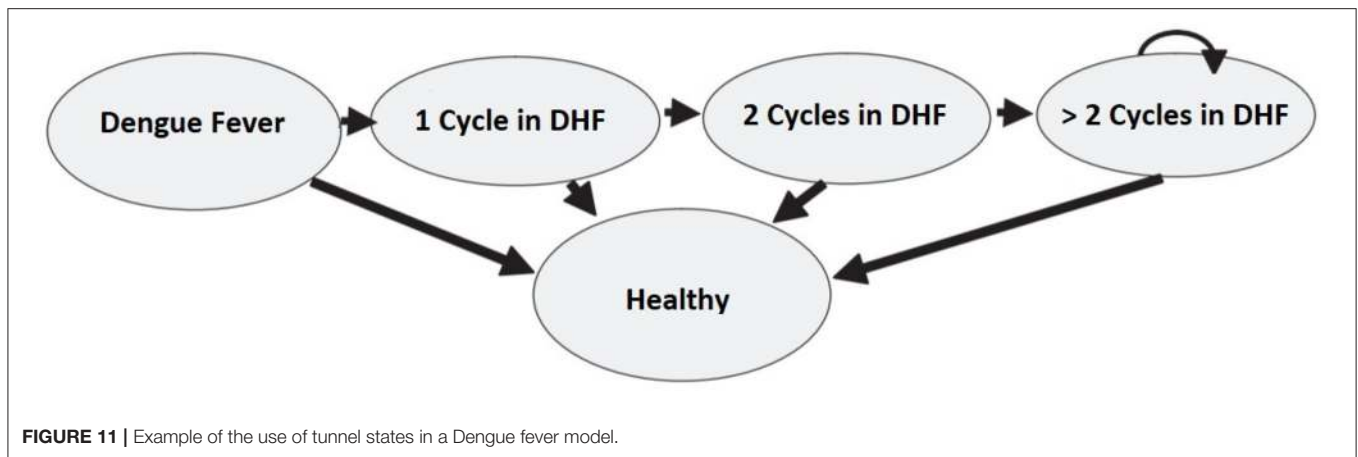 Dengue Fever
1 Cycle in DHF
2 Cycles in DHF
> 2 Cycles in DHF
Healthy
FIGURE 11 | Example of the use of tunnel states in a Dengue fever model.